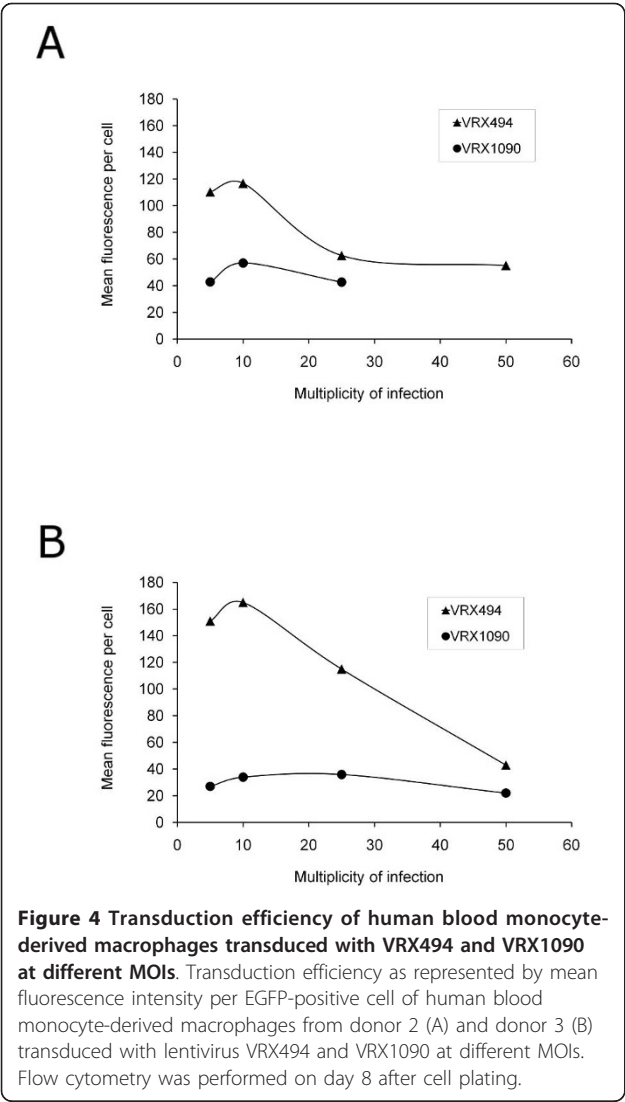 A
180
160
140
120
100
80
60
40
20
0
Mean fluorescence per cell
▲VRX494
●VRX1090
0 10 20 30 40 50 60
Multiplicity of infection
B
180
160
140
120
100
80
60
40
20
0
Mean fluorescence per cell
▲VRX494
●VRX1090
0 10 20 30 40 50 60
Multiplicity of infection
Figure 4 Transduction efficiency of human blood monocyte-
derived macrophages transduced with VRX494 and VRX1090
at different MOIs. Transduction efficiency as represented by mean
fluorescence intensity per EGFP-positive cell of human blood
monocyte-derived macrophages from donor 2 (A) and donor 3 (B)
transduced with lentivirus VRX494 and VRX1090 at different MOIs.
Flow cytometry was performed on day 8 after cell plating.